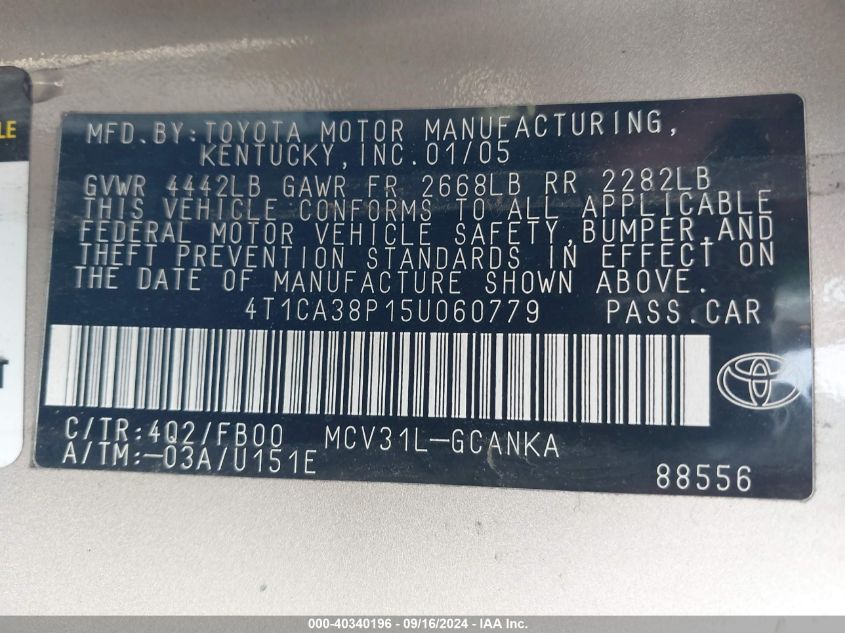 MFD.BY:TOYOTA MOTOR MANUFACTURING,
KENTUCKY,INC.01/05
GVWR 4442LB GAWR FR 2668LB RR 2282LB
THIS VEHICLE CONFORMS TO ALL APPLICABLE
FEDERAL MOTOR VEHICLE SAFETY,BUMPER,AND
THEFT PREVENTION STANDARDS IN EFFECT ON
THE DATE OF MANUFACTURE SHOWN ABOVE.
4T1CA38P15U060779 PASS.CAR
C/TR:4Q2/FB00 MCV31L-GCANKA
A/TM:-03A/U151E
88556
000-40340196 - 09/16/2024 - IAA Inc.